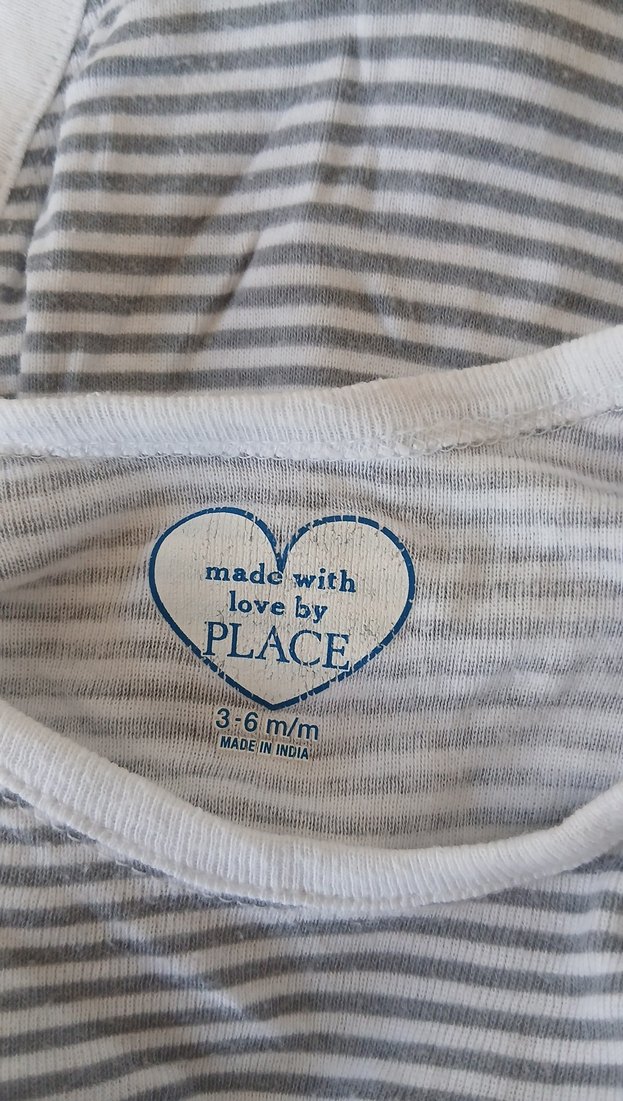 made with
love by
PLACE
3-6 m/m
MADE IN INDIA